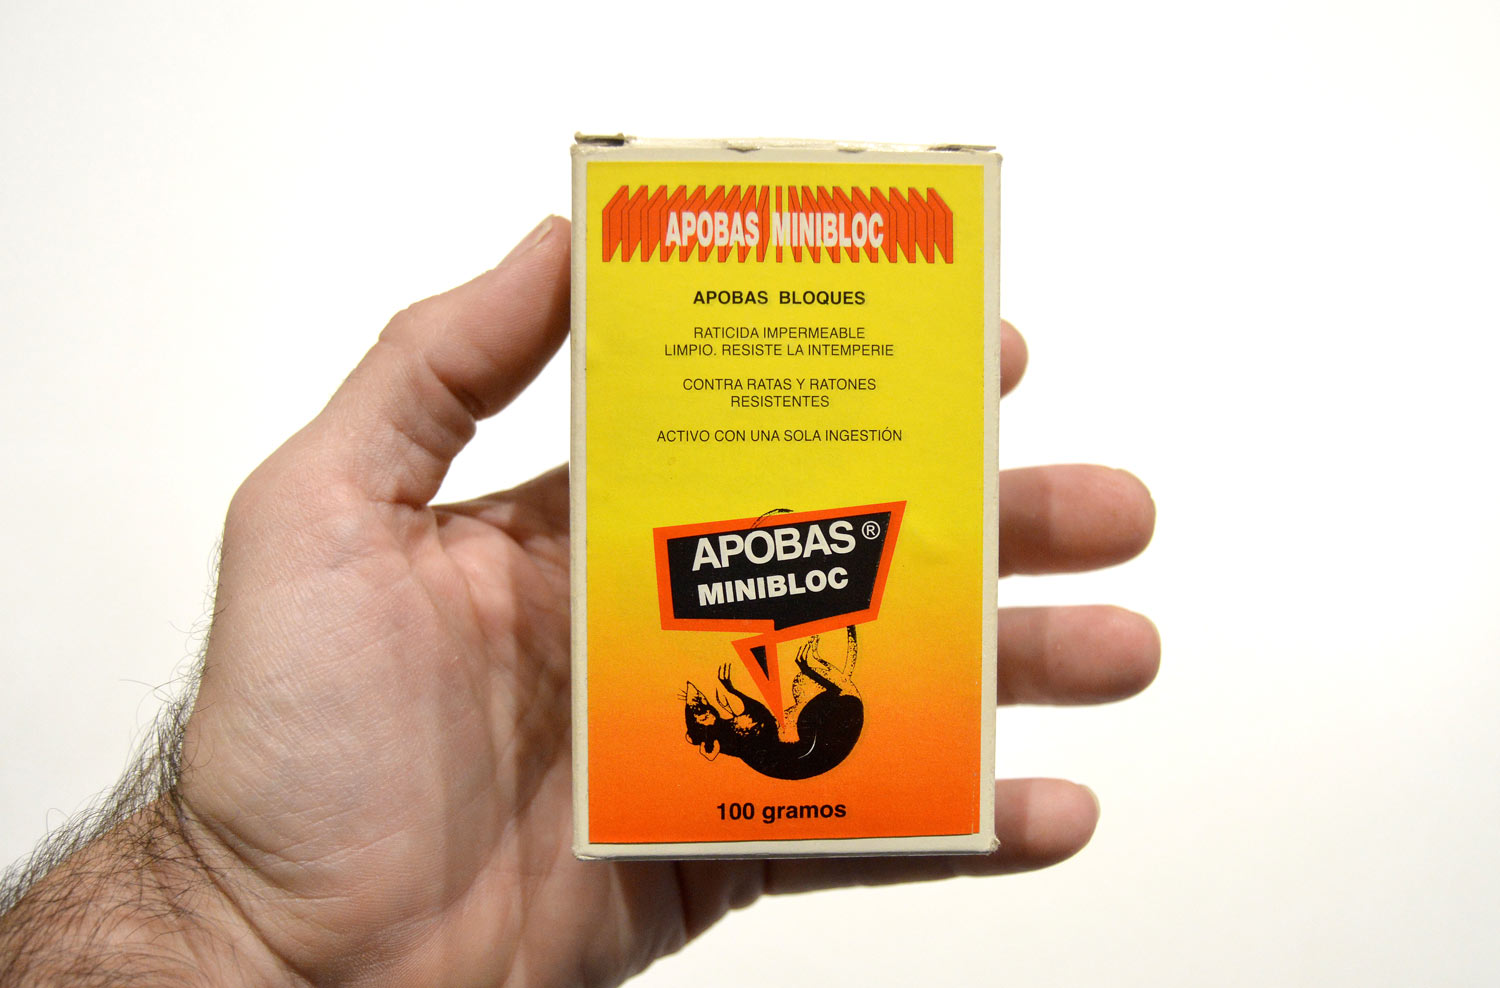 APOBAS MINIBLOC
APOBAS BLOQUES
RATICIDA IMPERMEABLE
LIMPIO. RESISTE LA INTEMPERIE
CONTRA RATAS Y RATONES
RESISTENTES
ACTIVO CON UNA SOLA INGESTIÓN
APOBAS ®
MINIBLOC
100 gramos